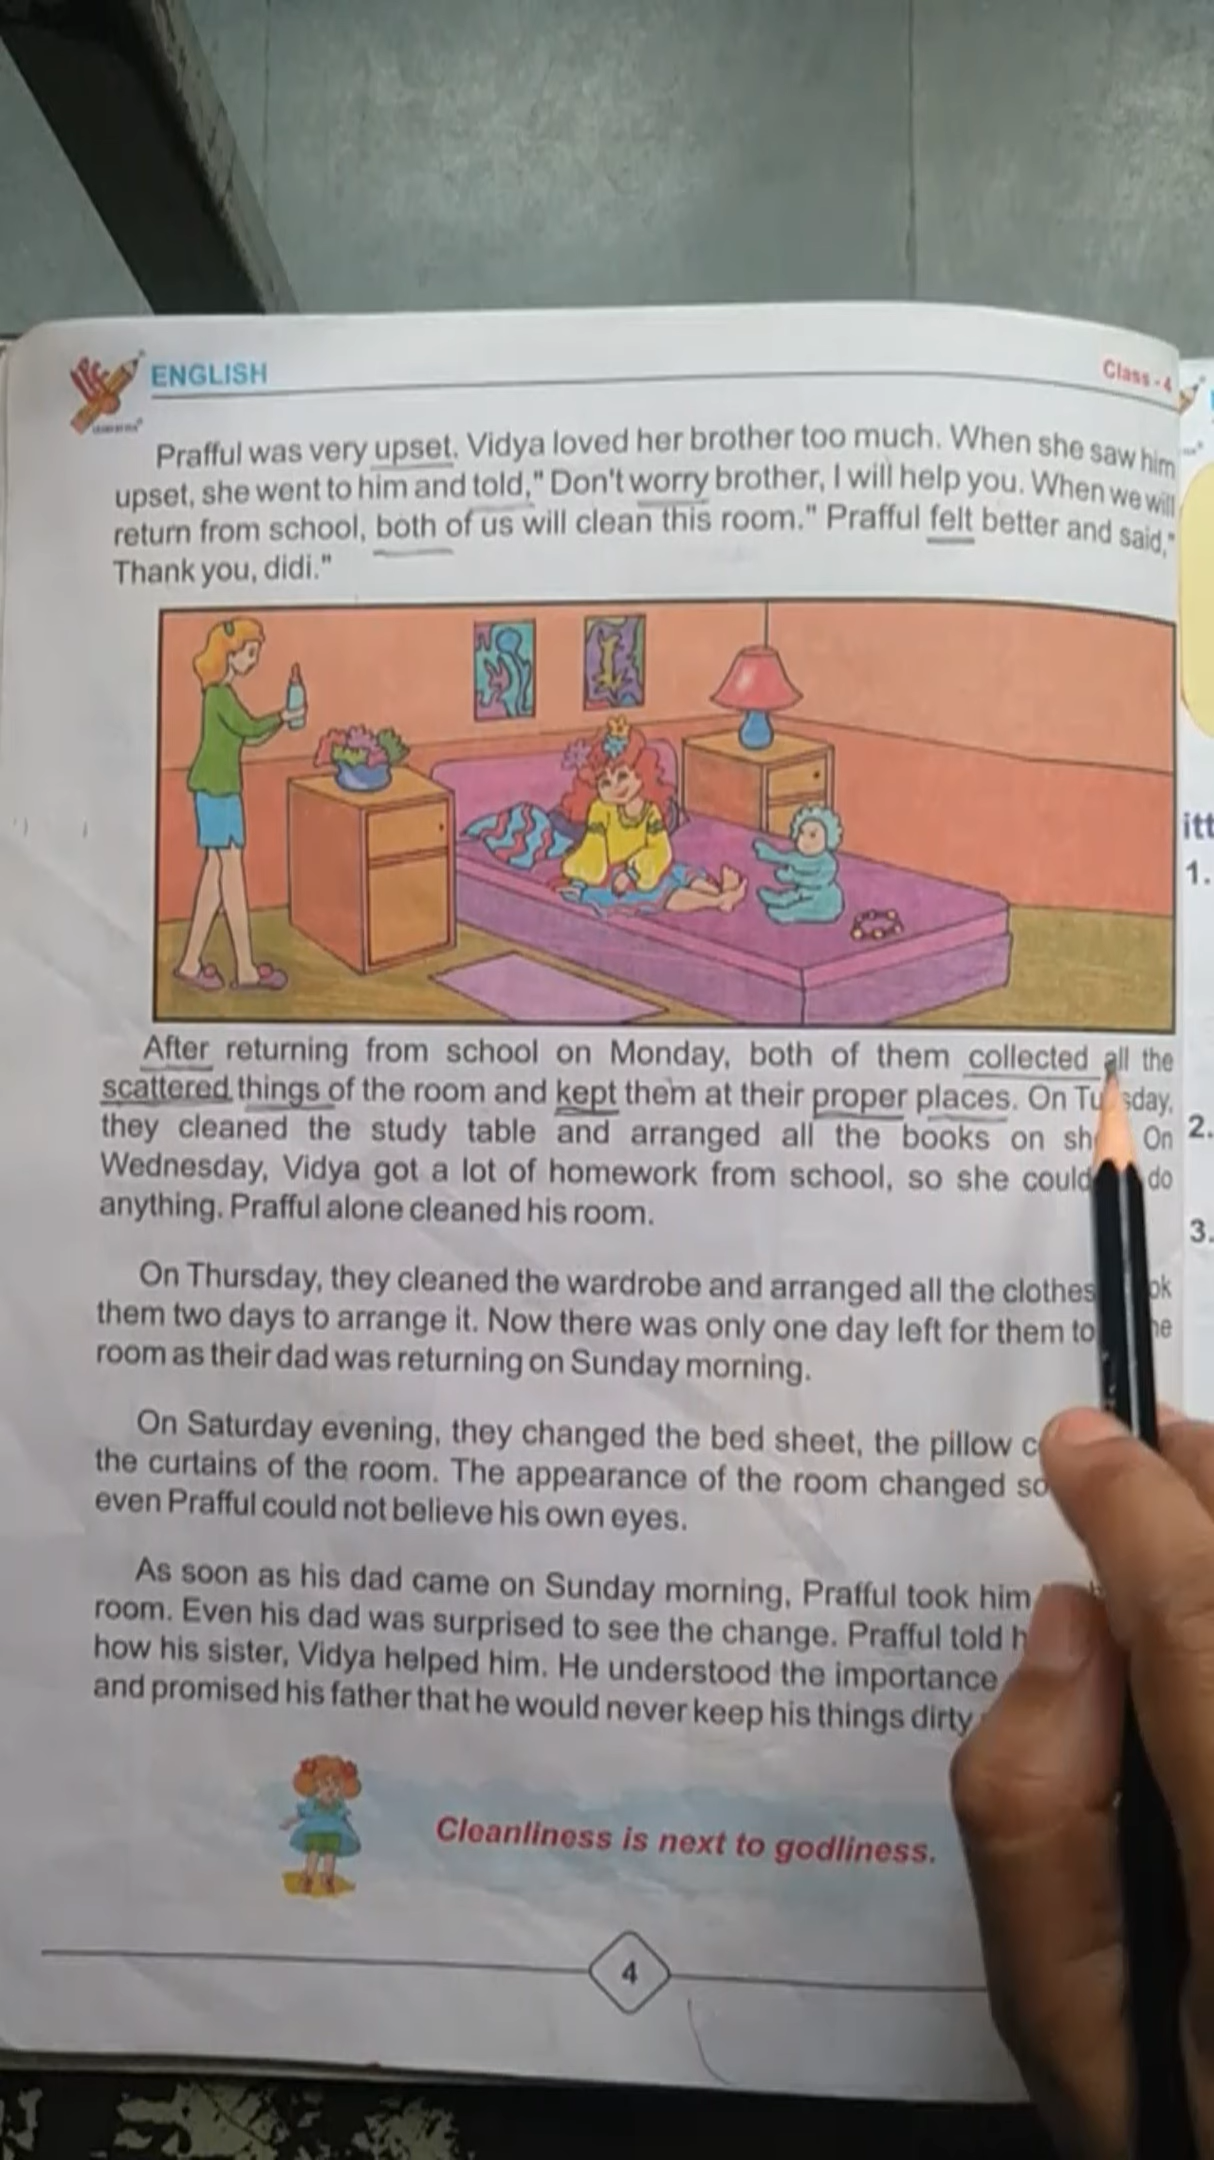 ENGLISH
Class - 4
Prafful was very upset. Vidya loved her brother too much. When she saw him
upset, she went to him and told," Don't worry brother, I will help you. When we will
return from school, both of us will clean this room." Prafful felt better and said,"
Thank you, didi."
After returning from school on Monday, both of them collected all the
scattered things of the room and kept them at their proper places. On
they cleaned the study table and arranged all the books on On
Wednesday, Vidya got a lot of homework from school, so she could do
anything. Prafful alone cleaned his room.
On Thursday, they cleaned the wardrobe and arranged all the clothes
them two days to arrange it. Now there was only one day left for them to
room as their dad was returning on Sunday morning.
On Saturday evening, they changed the bed sheet, the pillow
the curtains of the room. The appearance of the room changed so
even Prafful could not believe his own eyes.
As soon as his dad came on Sunday morning, Prafful took him
room. Even his dad was surprised to see the change. Prafful told
how his sister, Vidya helped him. He understood the importance
and promised his father that he would never keep his things dirty
Cleanliness is next to godliness.
4
1.
2.
3.